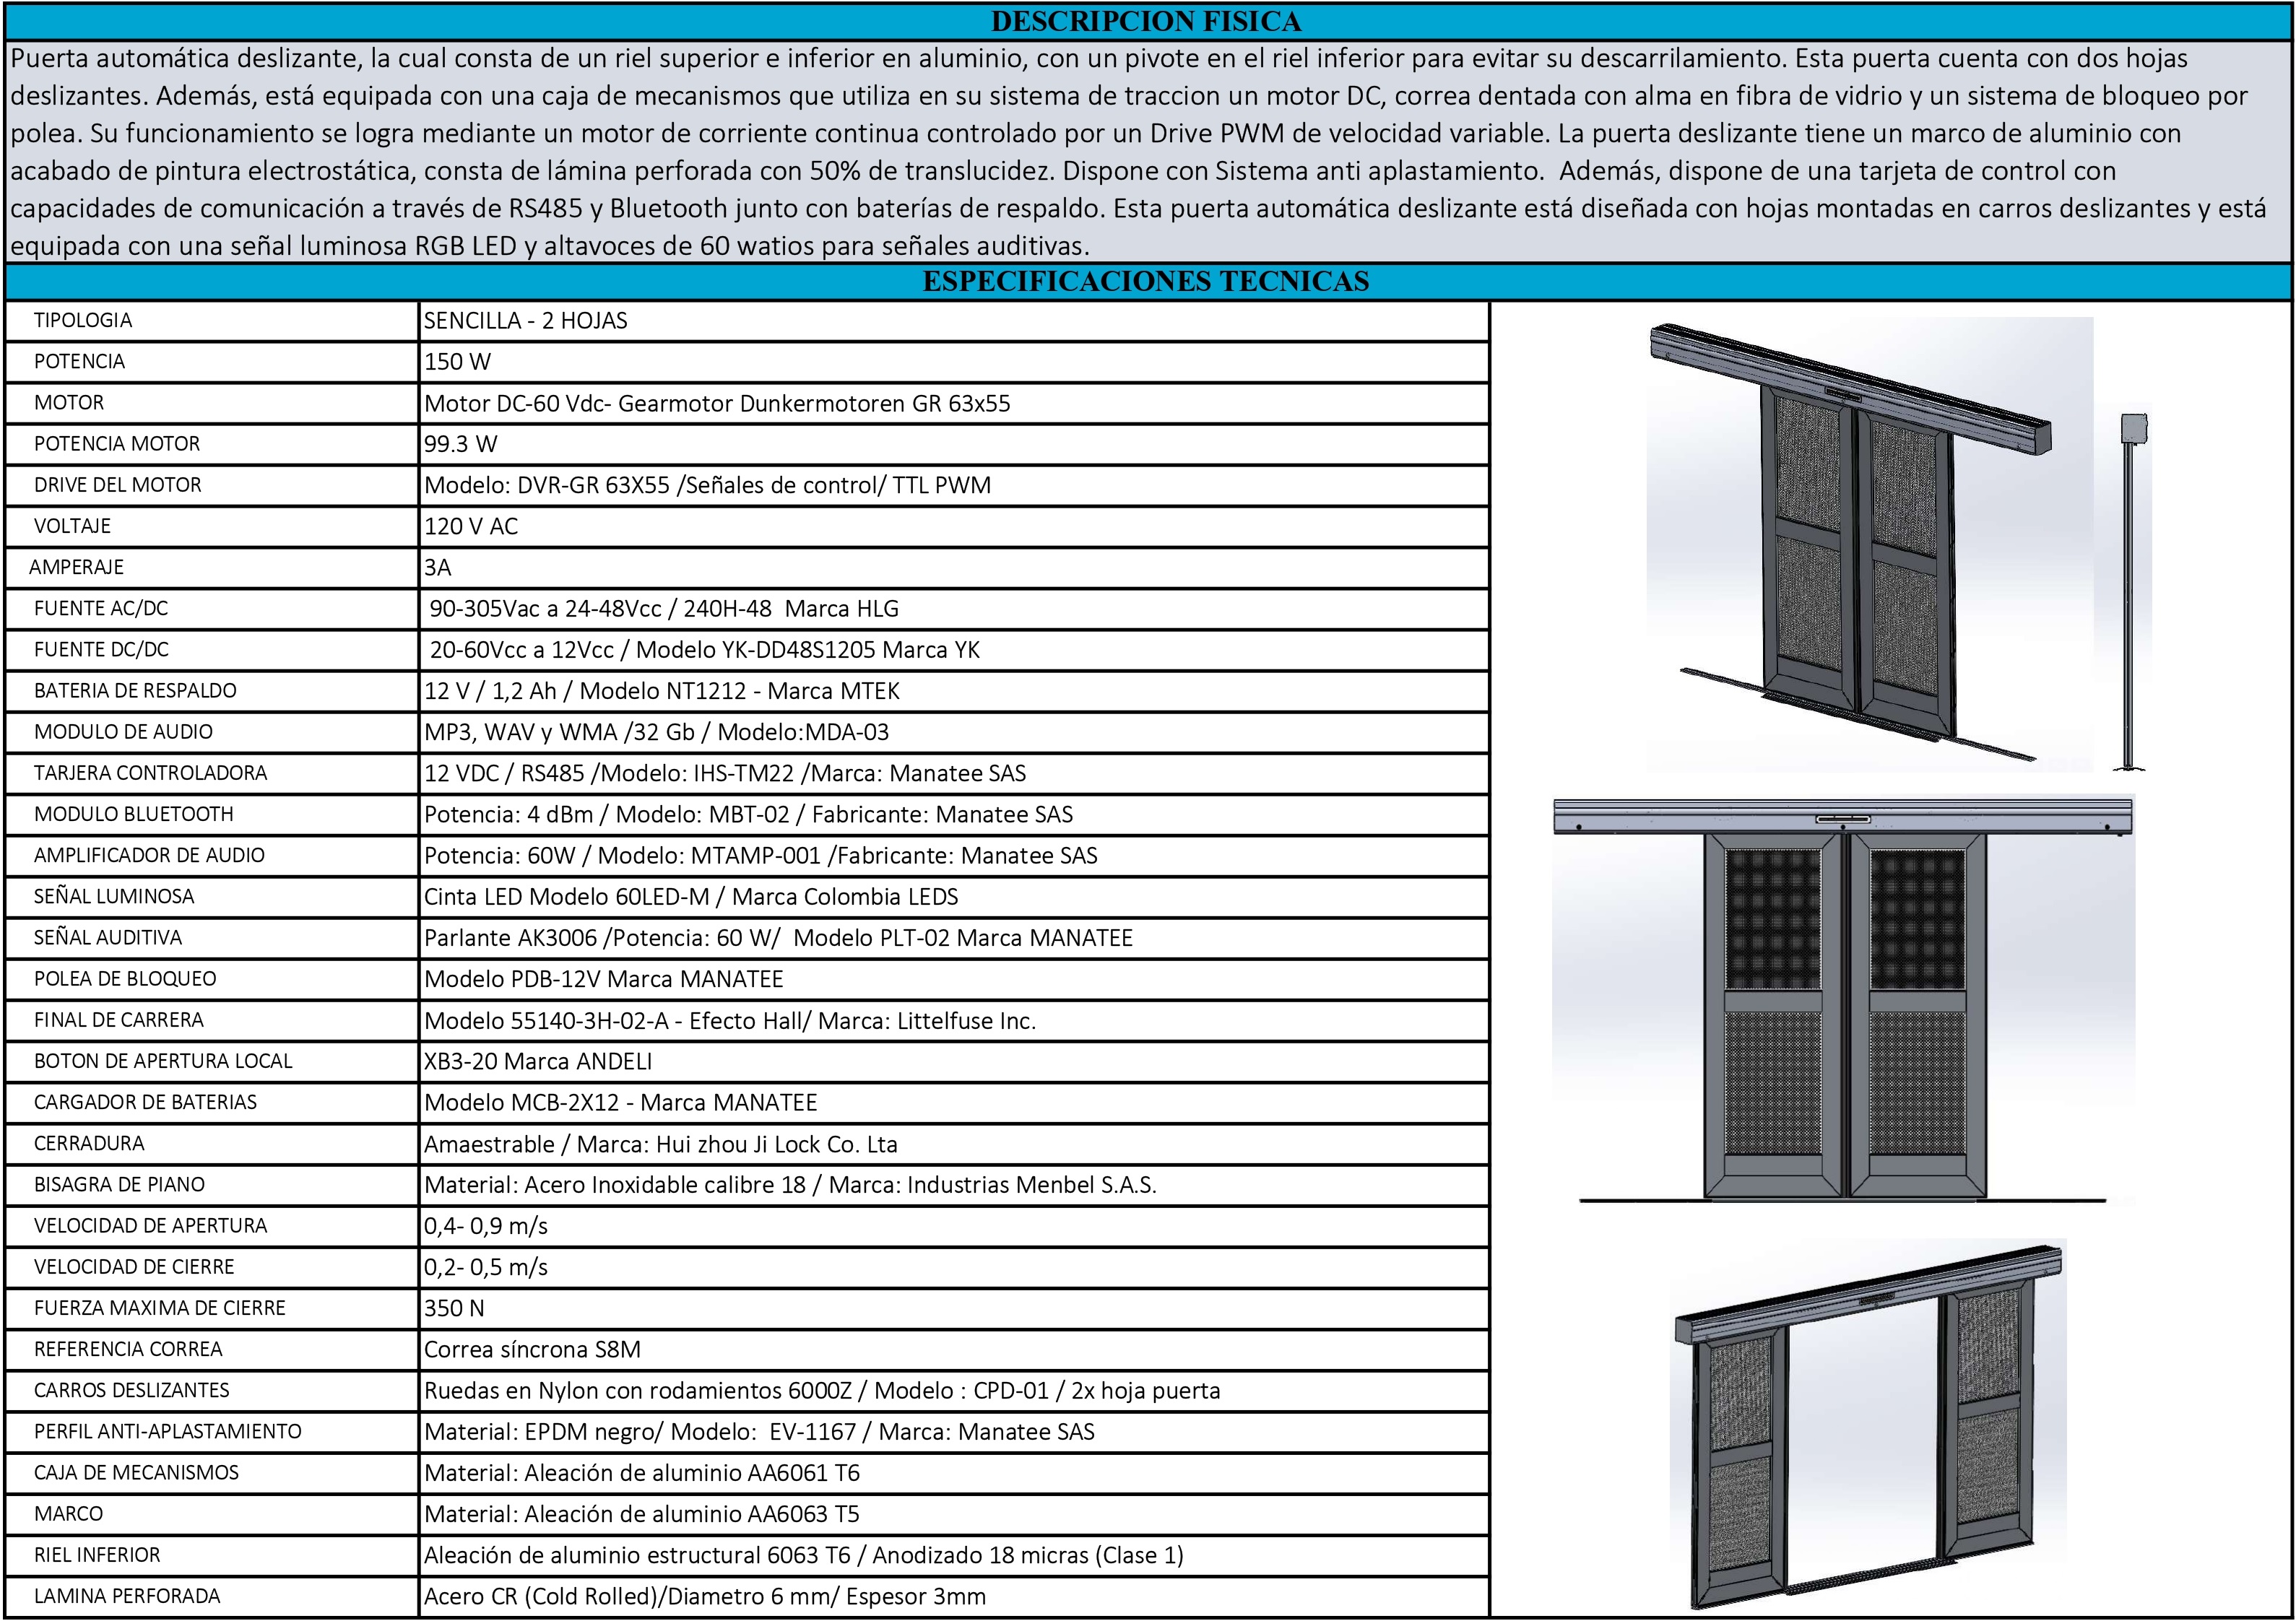 DESCRIPCION FISICA
Puerta automática deslizante, la cual consta de un riel superior e inferior en aluminio, con un pivote en el riel inferior para evitar su descarrilamiento. Esta puerta cuenta con dos hojas
deslizantes. Además, está equipada con una caja de mecanismos que utiliza en su sistema de traccion un motor DC, correa dentada con alma en fibra de vidrio y un sistema de bloqueo por
polea. Su funcionamiento se logra mediante un motor de corriente continua controlado por un Drive PWM de velocidad variable. La puerta deslizante tiene un marco de aluminio con
acabado de pintura electrostática, consta de lámina perforada con 50% de translucidez. Dispone con Sistema anti aplastamiento.  Además, dispone de una tarjeta de control con
capacidades de comunicación a través de RS485 y Bluetooth junto con baterías de respaldo. Esta puerta automática deslizante está diseñada con hojas montadas en carros deslizantes y está
equipada con una señal luminosa RGB LED y altavoces de 60 watios para señales auditivas.
ESPECIFICACIONES TECNICAS
TIPOLOGIA SENCILLA - 2 HOJAS
POTENCIA 150 W
MOTOR Motor DC-60 Vdc- Gearmotor Dunkermotoren GR 63x55
POTENCIA MOTOR 99.3 W
DRIVE DEL MOTOR Modelo: DVR-GR 63X55 /Señales de control/ TTL PWM
VOLTAJE 120 V AC
AMPERAJE 3A
FUENTE AC/DC 90-305Vac a 24-48Vcc / 240H-48  Marca HLG
FUENTE DC/DC 20-60Vcc a 12Vcc / Modelo YK-DD48S1205 Marca YK
BATERIA DE RESPALDO 12 V / 1,2 Ah / Modelo NT1212 - Marca MTEK
MODULO DE AUDIO MP3, WAV y WMA /32 Gb / Modelo:MDA-03
TARJERA CONTROLADORA 12 VDC / RS485 /Modelo: IHS-TM22 /Marca: Manatee SAS
MODULO BLUETOOTH Potencia: 4 dBm / Modelo: MBT-02 / Fabricante: Manatee SAS
AMPLIFICADOR DE AUDIO Potencia: 60W / Modelo: MTAMP-001 /Fabricante: Manatee SAS
SEÑAL LUMINOSA Cinta LED Modelo 60LED-M / Marca Colombia LEDS
SEÑAL AUDITIVA Parlante AK3006 /Potencia: 60 W/  Modelo PLT-02 Marca MANATEE
POLEA DE BLOQUEO Modelo PDB-12V Marca MANATEE
FINAL DE CARRERA Modelo 55140-3H-02-A - Efecto Hall/ Marca: Littelfuse Inc.
BOTON DE APERTURA LOCAL XB3-20 Marca ANDELI
CARGADOR DE BATERIAS Modelo MCB-2X12 - Marca MANATEE
CERRADURA Amaestrable / Marca: Hui zhou Ji Lock Co. Lta
BISAGRA DE PIANO Material: Acero Inoxidable calibre 18 / Marca: Industrias Menbel S.A.S.
VELOCIDAD DE APERTURA 0,4- 0,9 m/s
VELOCIDAD DE CIERRE 0,2- 0,5 m/s
FUERZA MAXIMA DE CIERRE 350 N
REFERENCIA CORREA Correa síncrona S8M
CARROS DESLIZANTES Ruedas en Nylon con rodamientos 6000Z / Modelo : CPD-01 / 2x hoja puerta
PERFIL ANTI-APLASTAMIENTO Material: EPDM negro/ Modelo:  EV-1167 / Marca: Manatee SAS
CAJA DE MECANISMOS Material: Aleación de aluminio AA6061 T6
MARCO Material: Aleación de aluminio AA6063 T5
RIEL INFERIOR Aleación de aluminio estructural 6063 T6 / Anodizado 18 micras (Clase 1)
LAMINA PERFORADA Acero CR (Cold Rolled)/Diametro 6 mm/ Espesor 3mm